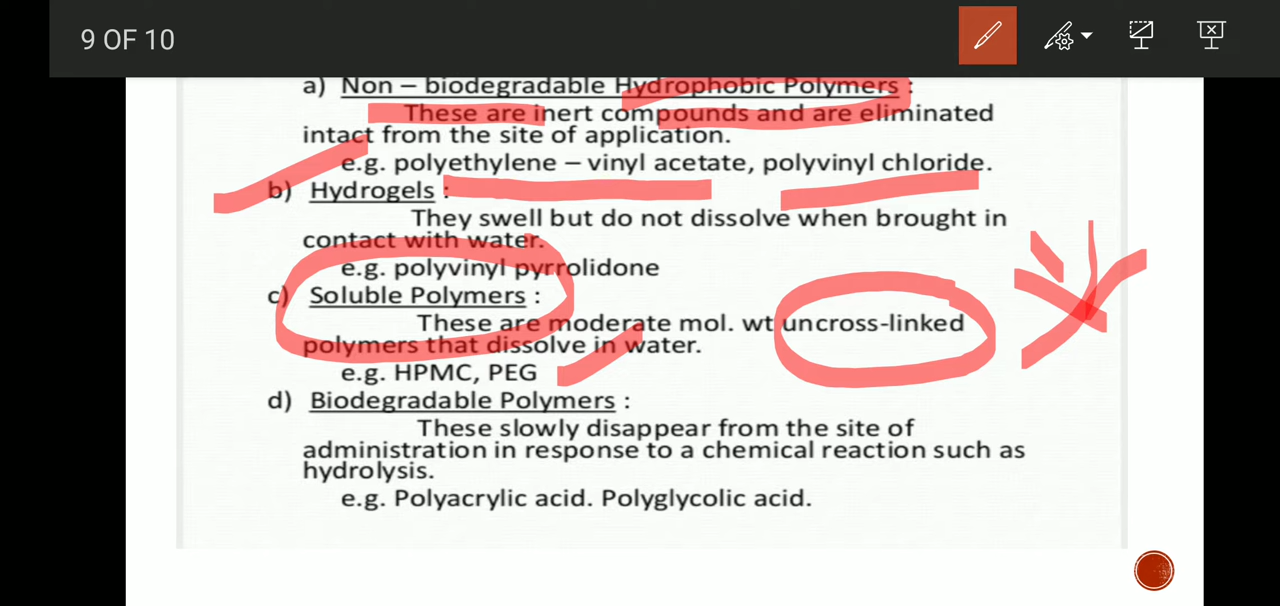 9 OF 10
a) Non – biodegradable Hydrophobic Polymers :
These are inert compounds and are eliminated
intact from the site of application.
e.g. polyethylene – vinyl acetate, polyvinyl chloride.
b) Hydrogels :
They swell but do not dissolve when brought in
contact with water.
e.g. polyvinyl pyrrolidone
c) Soluble Polymers :
These are moderate mol. wt uncross-linked
polymers that dissolve in water.
e.g. HPMC, PEG
d) Biodegradable Polymers :
These slowly disappear from the site of
administration in response to a chemical reaction such as
hydrolysis.
e.g. Polyacrylic acid. Polyglycolic acid.